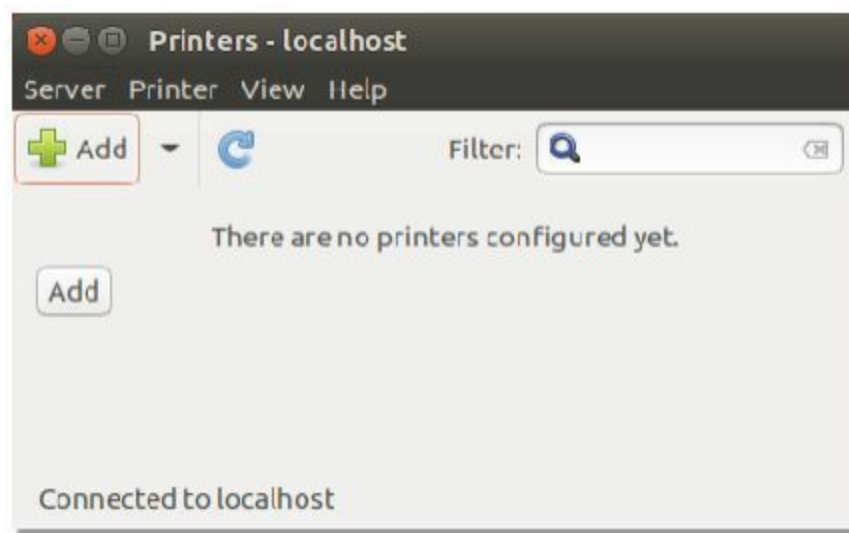 Printers - localhost
Server Printer View Help
Add Filter:
There are no printers configured yet.
Add
Connected to localhost